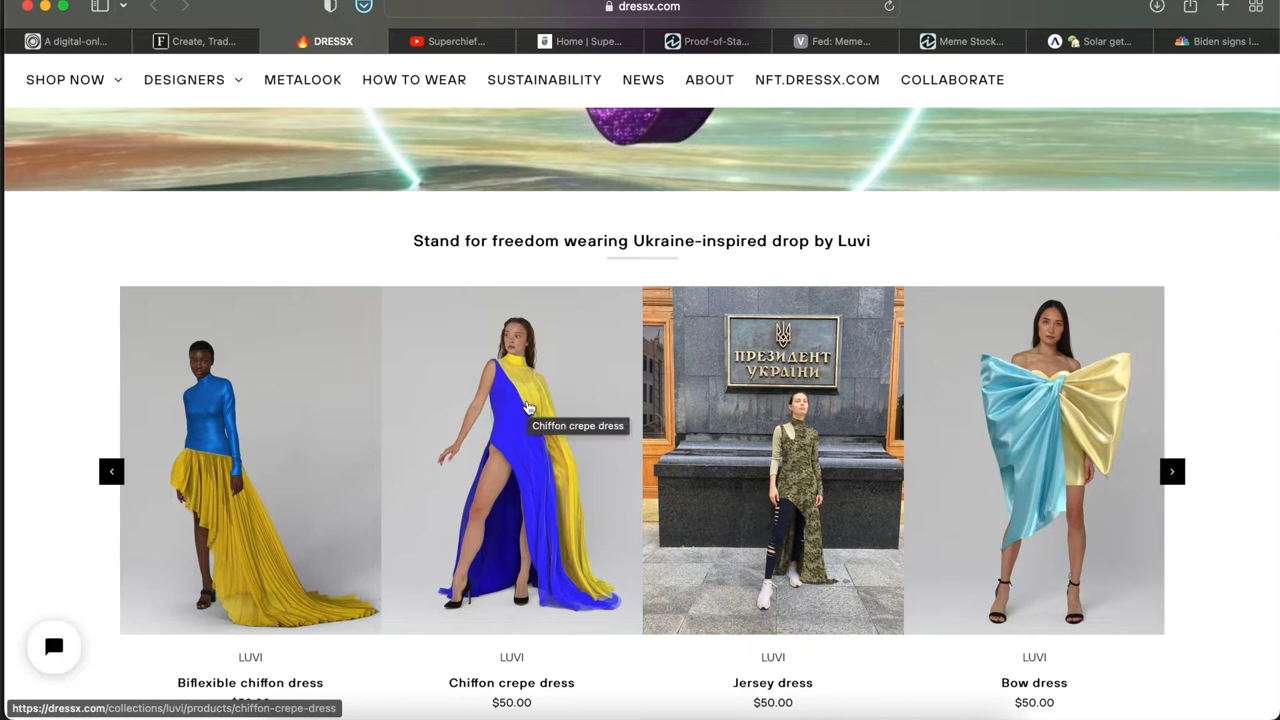 dressx.com
A digital-onl...
Create, Trad...
DRESSX
Superchief...
Home | Supe...
Proof-of-Sta...
Fed: Meme...
Meme Stock...
Solar get...
Biden signs l...
SHOP NOW
DESIGNERS
METALOOK
HOW TO WEAR
SUSTAINABILITY
NEWS
ABOUT
NFT.DRESSX.COM
COLLABORATE
Stand for freedom wearing Ukraine-inspired drop by Luvi
ПРЕЗИДЕНТ
УКРАЇНИ
Chiffon crepe dress
LUVI
Biflexible chiffon dress
LUVI
Chiffon crepe dress
$50.00
LUVI
Jersey dress
$50.00
LUVI
Bow dress
$50.00
https://dressx.com/collections/luvi/products/chiffon-crepe-dress